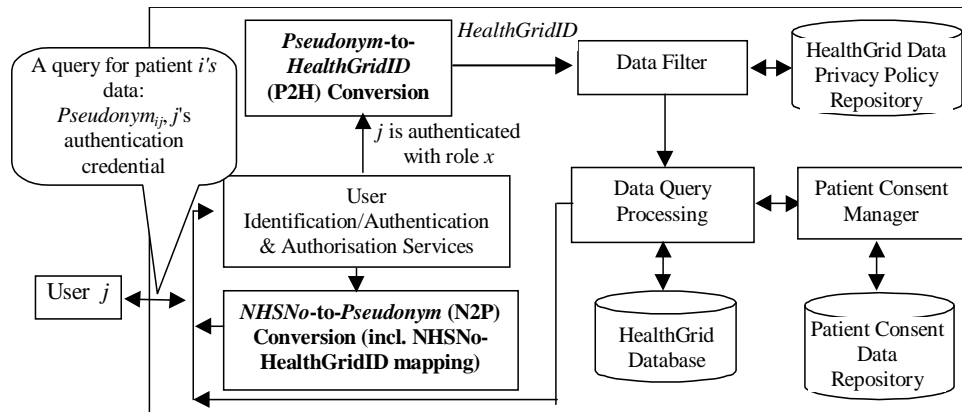 A query for patient i's
data:
Pseudonym_ij, j's
authentication
credential
Pseudonym-to-
HealthGridID
(P2H) Conversion
HealthGridID
Data Filter
HealthGrid Data
Privacy Policy
Repository
j is authenticated
with role x
User
Identification/Authentication
& Authorisation Services
Data Query
Processing
Patient Consent
Manager
User j
NHSNo-to-Pseudonym (N2P)
Conversion (incl. NHSNo-
HealthGridID mapping)
HealthGrid
Database
Patient Consent
Data
Repository